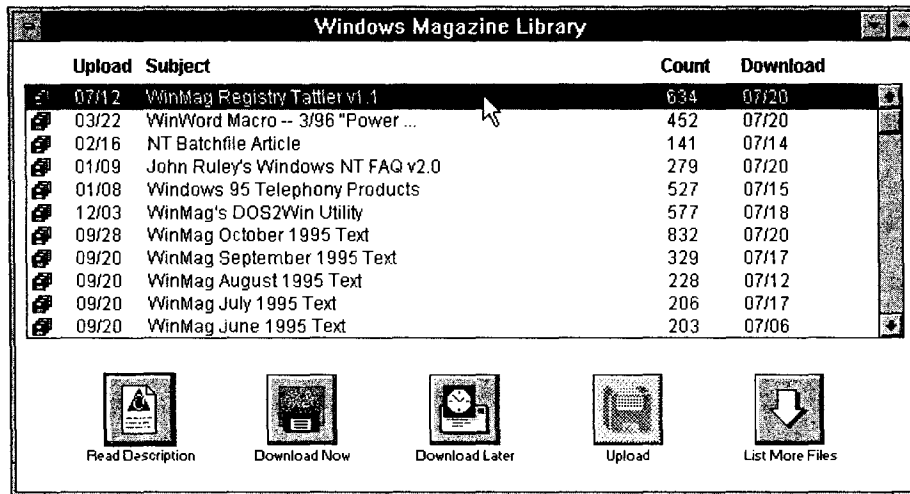 Windows Magazine Library
Upload Subject Count Download
07/12 WinMag Registry Tattler v1.1 634 07/20
03/22 WinWord Macro -- 3/96 "Power ... 452 07/20
02/16 NT Batchfile Article 141 07/14
01/09 John Ruley's Windows NT FAQ v2.0 279 07/20
01/08 Windows 95 Telephony Products 527 07/15
12/03 WinMag's DOS2Win Utility 577 07/18
09/28 WinMag October 1995 Text 832 07/20
09/20 WinMag September 1995 Text 329 07/17
09/20 WinMag August 1995 Text 228 07/12
09/20 WinMag July 1995 Text 206 07/17
09/20 WinMag June 1995 Text 203 07/06
Read Description Download Now Download Later Upload List More Files